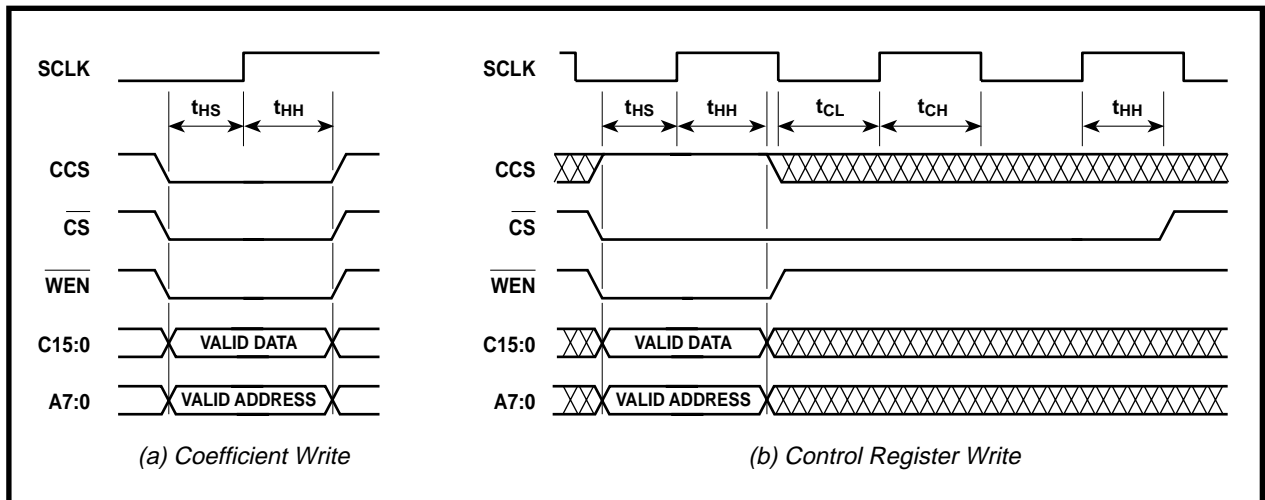 SCLK
tHS tHH
CCS
CS
WEN
C15:0 VALID DATA
A7:0 VALID ADDRESS
(a) Coefficient Write
SCLK
tHS tHH tCL tCH tHH
CCS
CS
WEN
C15:0 VALID DATA
A7:0 VALID ADDRESS
(b) Control Register Write